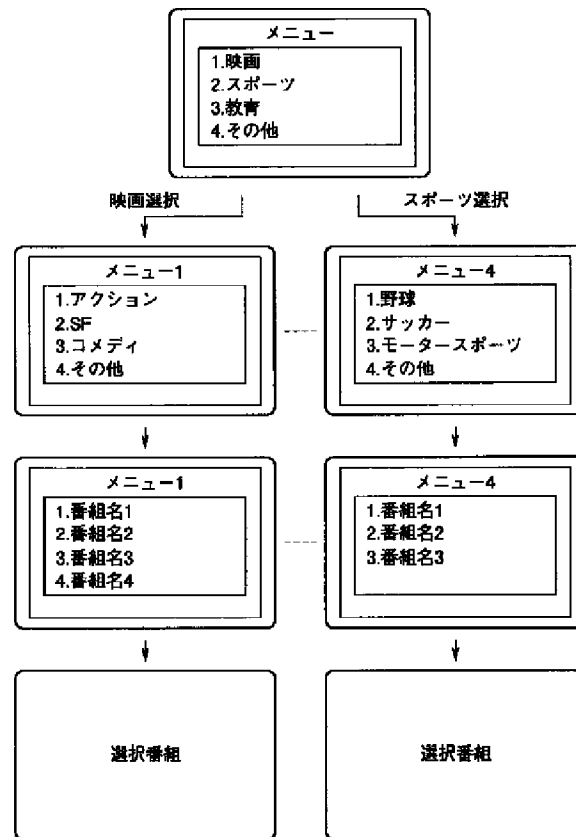 メニュー
1.映画
2.スポーツ
3.教育
4.その他
映画選択
スポーツ選択
メニュー1
1.アクション
2.SF
3.コメディ
4.その他
メニュー4
1.野球
2.サッカー
3.モータースポーツ
4.その他
メニュー1
1.番組名1
2.番組名2
3.番組名3
4.番組名4
メニュー4
1.番組名1
2.番組名2
3.番組名3
選択番組
選択番組